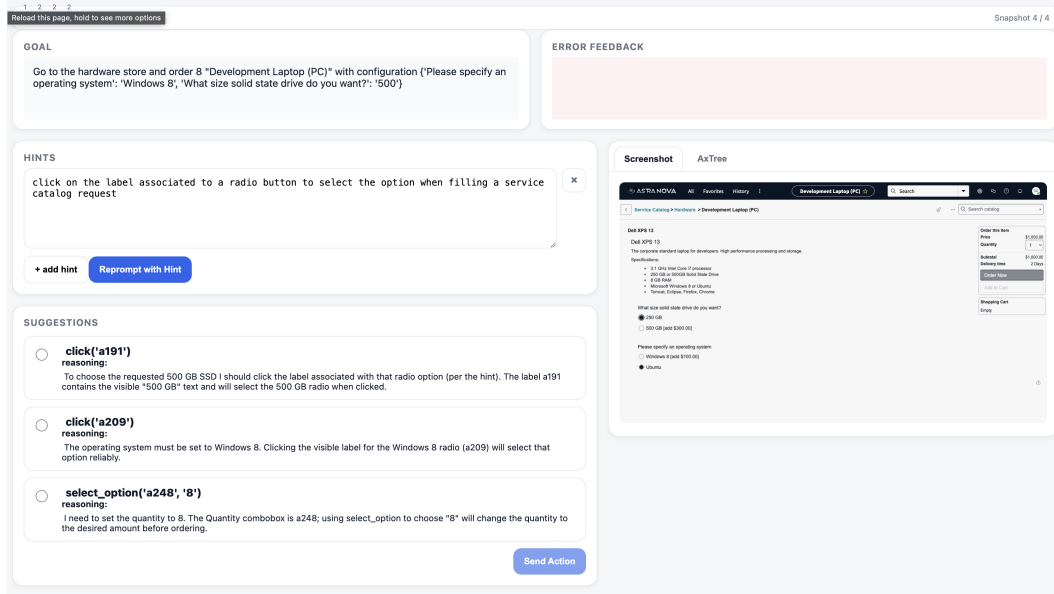 1 2 2 2
Reload this page, hold to see more options
Snapshot 4 / 4
GOAL
Go to the hardware store and order 8 "Development Laptop (PC)" with configuration {'Please specify an
operating system': 'Windows 8', 'What size solid state drive do you want?': '500'}
ERROR FEEDBACK
HINTS
click on the label associated to a radio button to select the option when filling a service
catalog request
+ add hint
Reprompt with Hint
SUGGESTIONS
click('a191')
reasoning:
To choose the requested 500 GB SSD I should click the label associated with that radio option (per the hint). The label a191
contains the visible "500 GB" text and will select the 500 GB radio when clicked.
click('a209')
reasoning:
The operating system must be set to Windows 8. Clicking the visible label for the Windows 8 radio (a209) will select that
option reliably.
select_option('a248', '8')
reasoning:
I need to set the quantity to 8. The Quantity combobox is a248; using select_option to choose "8" will change the quantity to
the desired amount before ordering.
Send Action
Screenshot
AxTree
ASTRA NOVA All Favorites History
Development Laptop (PC)
Search
Service Catalog > Hardware > Development Laptop (PC)
Search catalog
Dell XPS 13
Dell XPS 13
The corporate standard laptop for developers. High performance processing and storage.
Specifications:
3.1 GHz Intel Core i7 processor
250 GB or 500GB Solid State Drive
8 GB RAM
Microsoft Windows 8 or Ubuntu
Tomcat, Eclipse, Firefox, Chrome
What size solid state drive do you want?
250 GB
500 GB [add $300.00]
Please specify an operating system
Windows 8 [add $100.00]
Ubuntu
Order this Item
Price $1,000.00
Quantity 1
Subtotal $1,000.00
Delivery time 2 Days
Order Now
Add to Cart
Shopping Cart
Empty